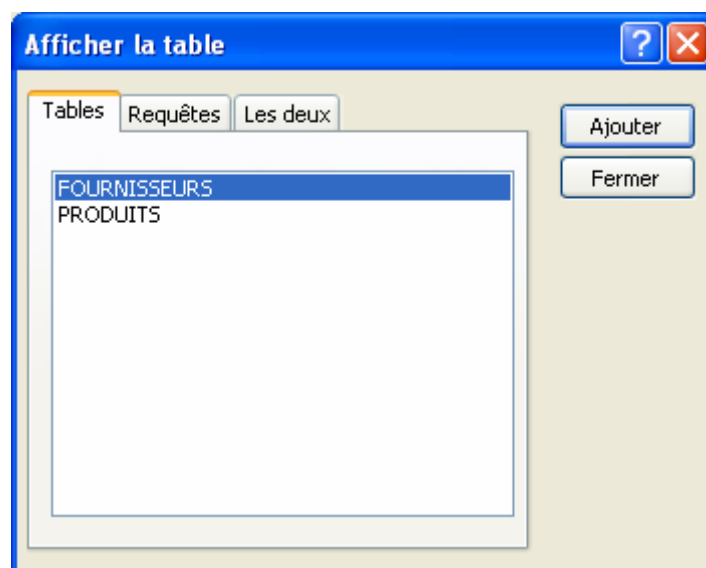 Afficher la table
Tables Requêtes Les deux
Ajouter
Fermer
FOURNISSEURS
PRODUITS